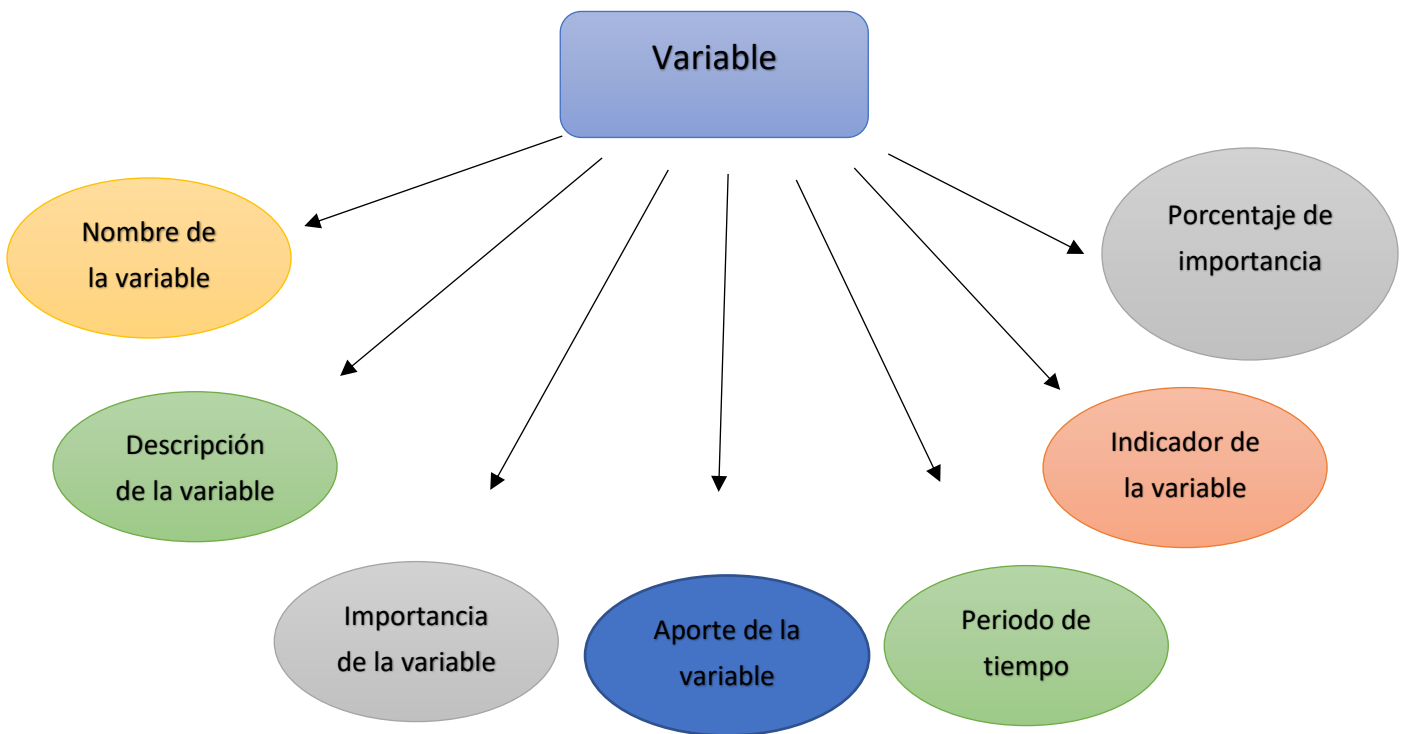 Variable
Nombre de
la variable
Descripción
de la variable
Importancia
de la variable
Aporte de la
variable
Periodo de
tiempo
Indicador de
la variable
Porcentaje de
importancia